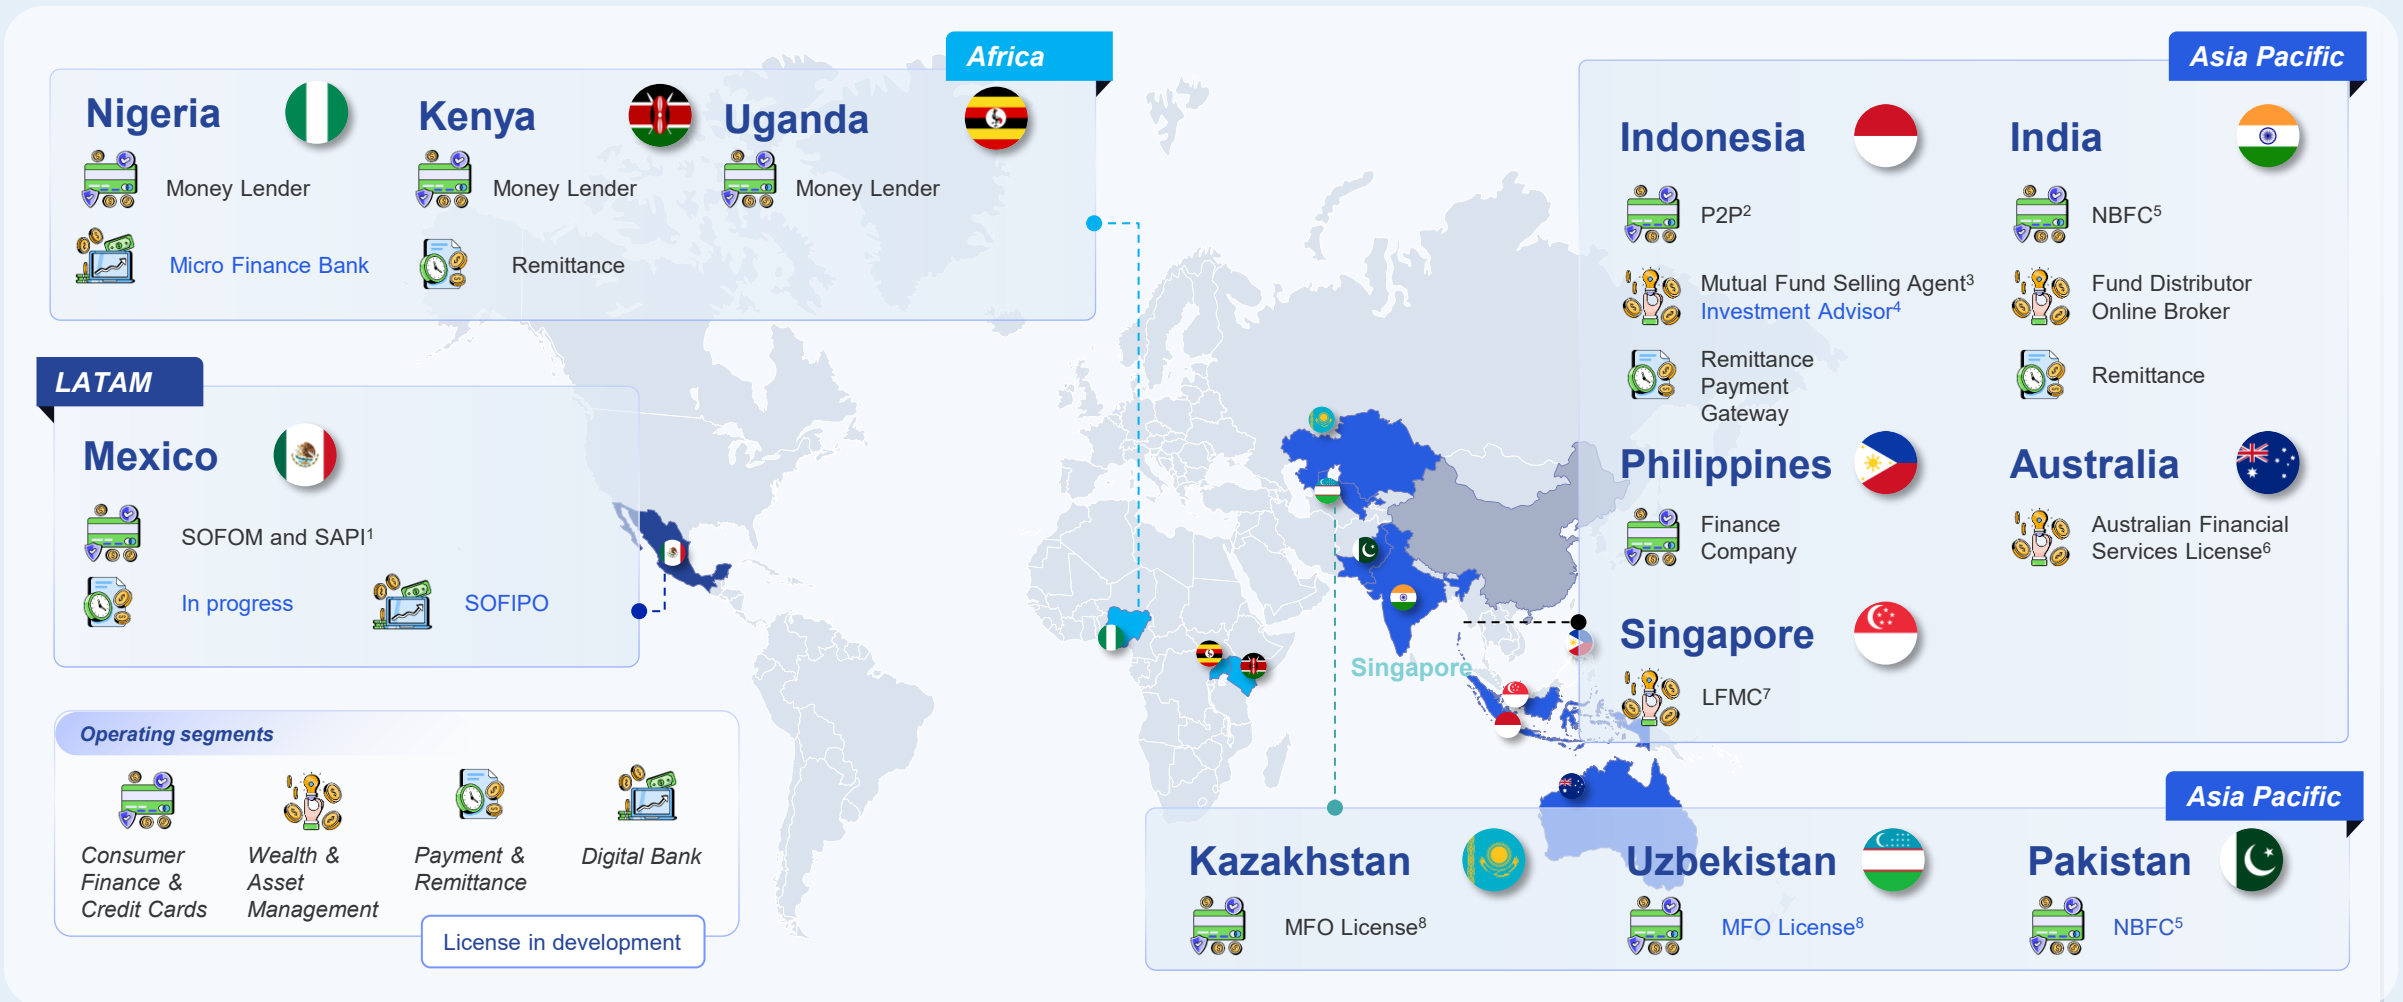 Africa
Nigeria
Money Lender
Micro Finance Bank
Kenya
Money Lender
Remittance
Uganda
Money Lender
LATAM
Mexico
SOFOM and SAPI¹
In progress
SOFIPO
Operating segments
Consumer
Finance &
Credit Cards
Wealth &
Asset
Management
Payment &
Remittance
Digital Bank
License in development
Singapore
Asia Pacific
Indonesia
P2P²
Mutual Fund Selling Agent³
Investment Advisor⁴
Remittance
Payment
Gateway
India
NBFC⁵
Fund Distributor
Online Broker
Remittance
Philippines
Finance
Company
Australia
Australian Financial
Services License⁶
Singapore
LFMC⁷
Asia Pacific
Kazakhstan
MFO License⁸
Uzbekistan
MFO License⁸
Pakistan
NBFC⁵